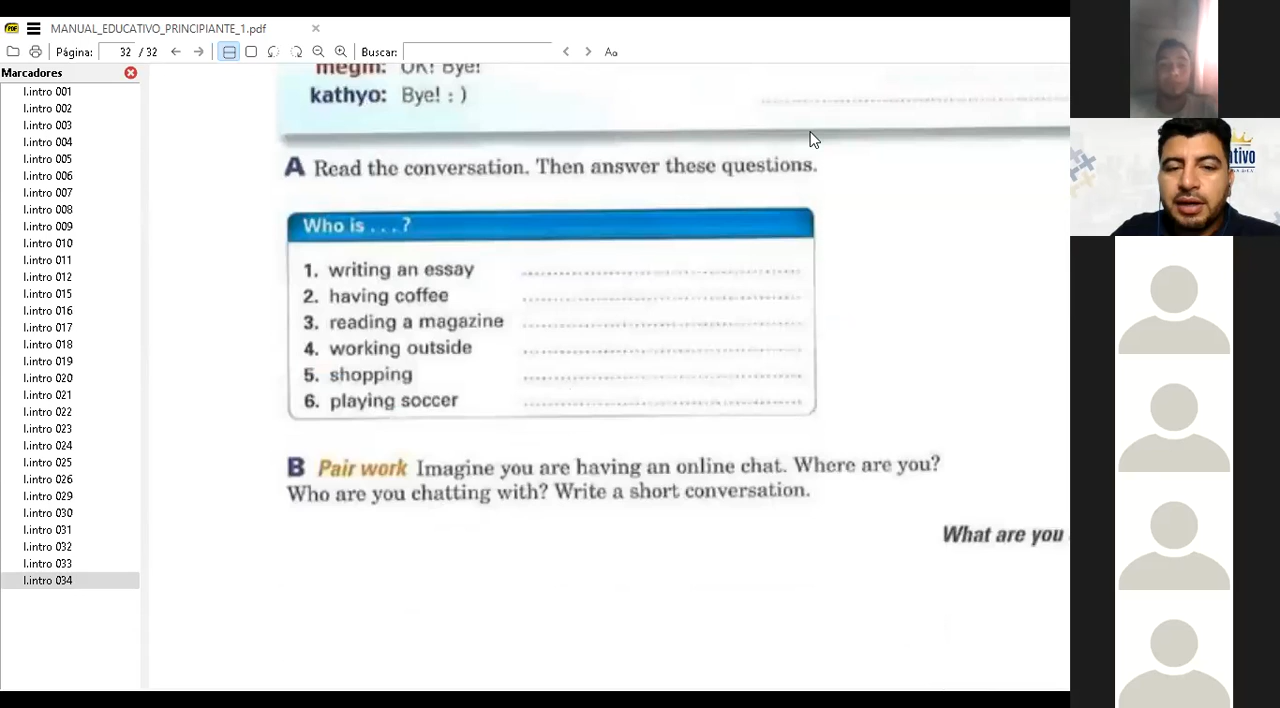 MANUAL_EDUCATIVO_PRINCIPIANTE_1.pdf
Página: 32 / 32 Buscar: Aa
Marcadores
I.intro 001
I.intro 002
I.intro 003
I.intro 004
I.intro 005
I.intro 006
I.intro 007
I.intro 008
I.intro 009
I.intro 010
I.intro 011
I.intro 012
I.intro 015
I.intro 016
I.intro 017
I.intro 018
I.intro 019
I.intro 020
I.intro 021
I.intro 022
I.intro 023
I.intro 024
I.intro 025
I.intro 026
I.intro 029
I.intro 030
I.intro 031
I.intro 032
I.intro 033
I.intro 034
megm: OK! Bye!
kathyo: Bye! : )
A Read the conversation. Then answer these questions.
Who is . . . ?
1. writing an essay
2. having coffee
3. reading a magazine
4. working outside
5. shopping
6. playing soccer
B Pair work Imagine you are having an online chat. Where are you?
Who are you chatting with? Write a short conversation.
What are you